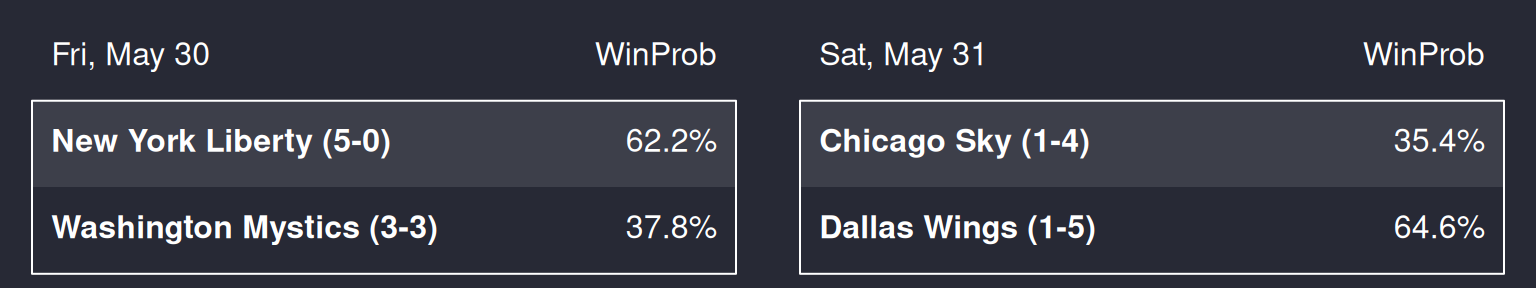 Fri, May 30 WinProb
New York Liberty (5-0) 62.2%
Washington Mystics (3-3) 37.8%
Sat, May 31 WinProb
Chicago Sky (1-4) 35.4%
Dallas Wings (1-5) 64.6%